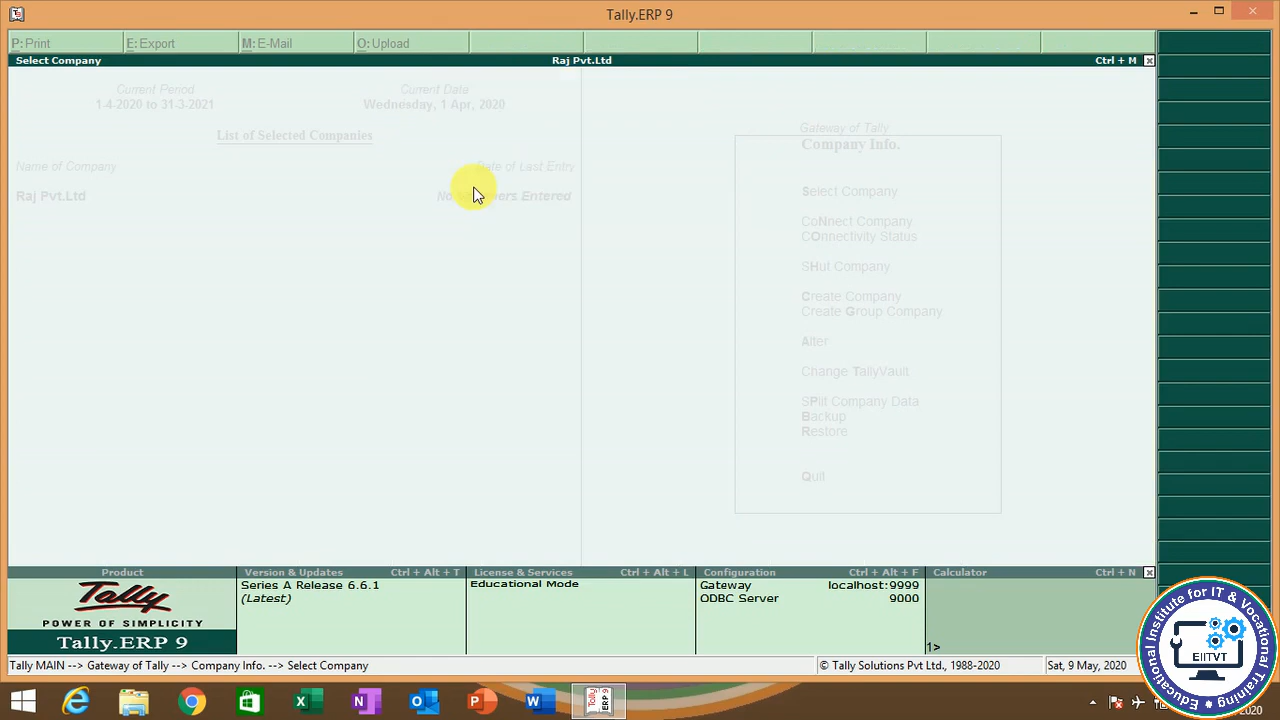 Tally.ERP 9
P: Print
E: Export
M: E-Mail
O: Upload
Select Company
Raj Pvt.Ltd
Ctrl + M
Current Period
1-4-2020 to 31-3-2021
Current Date
Wednesday, 1 Apr, 2020
List of Selected Companies
Name of Company
Date of Last Entry
Raj Pvt.Ltd
Entered
Gateway of Tally
Company Info.
Select Company
CoNnect Company
COnnectivity Status
SHut Company
Create Company
Create Group Company
Alter
Change TallyVault
SPlit Company Data
Backup
Restore
Quit
Product
Tally
POWER OF SIMPLICITY
Tally.ERP 9
Version & Updates
Ctrl + Alt + T
Series A Release 6.6.1
(Latest)
License & Services
Ctrl + Alt + L
Educational Mode
Configuration
Ctrl + Alt + F
Gateway
localhost:9999
ODBC Server
9000
Calculator
Ctrl + N
1>
Tally MAIN --> Gateway of Tally --> Company Info. --> Select Company
© Tally Solutions Pvt Ltd., 1988-2020
Sat, 9 May, 2020
Educational Institute for IT & Vocational Training Education
EIITVT
2020